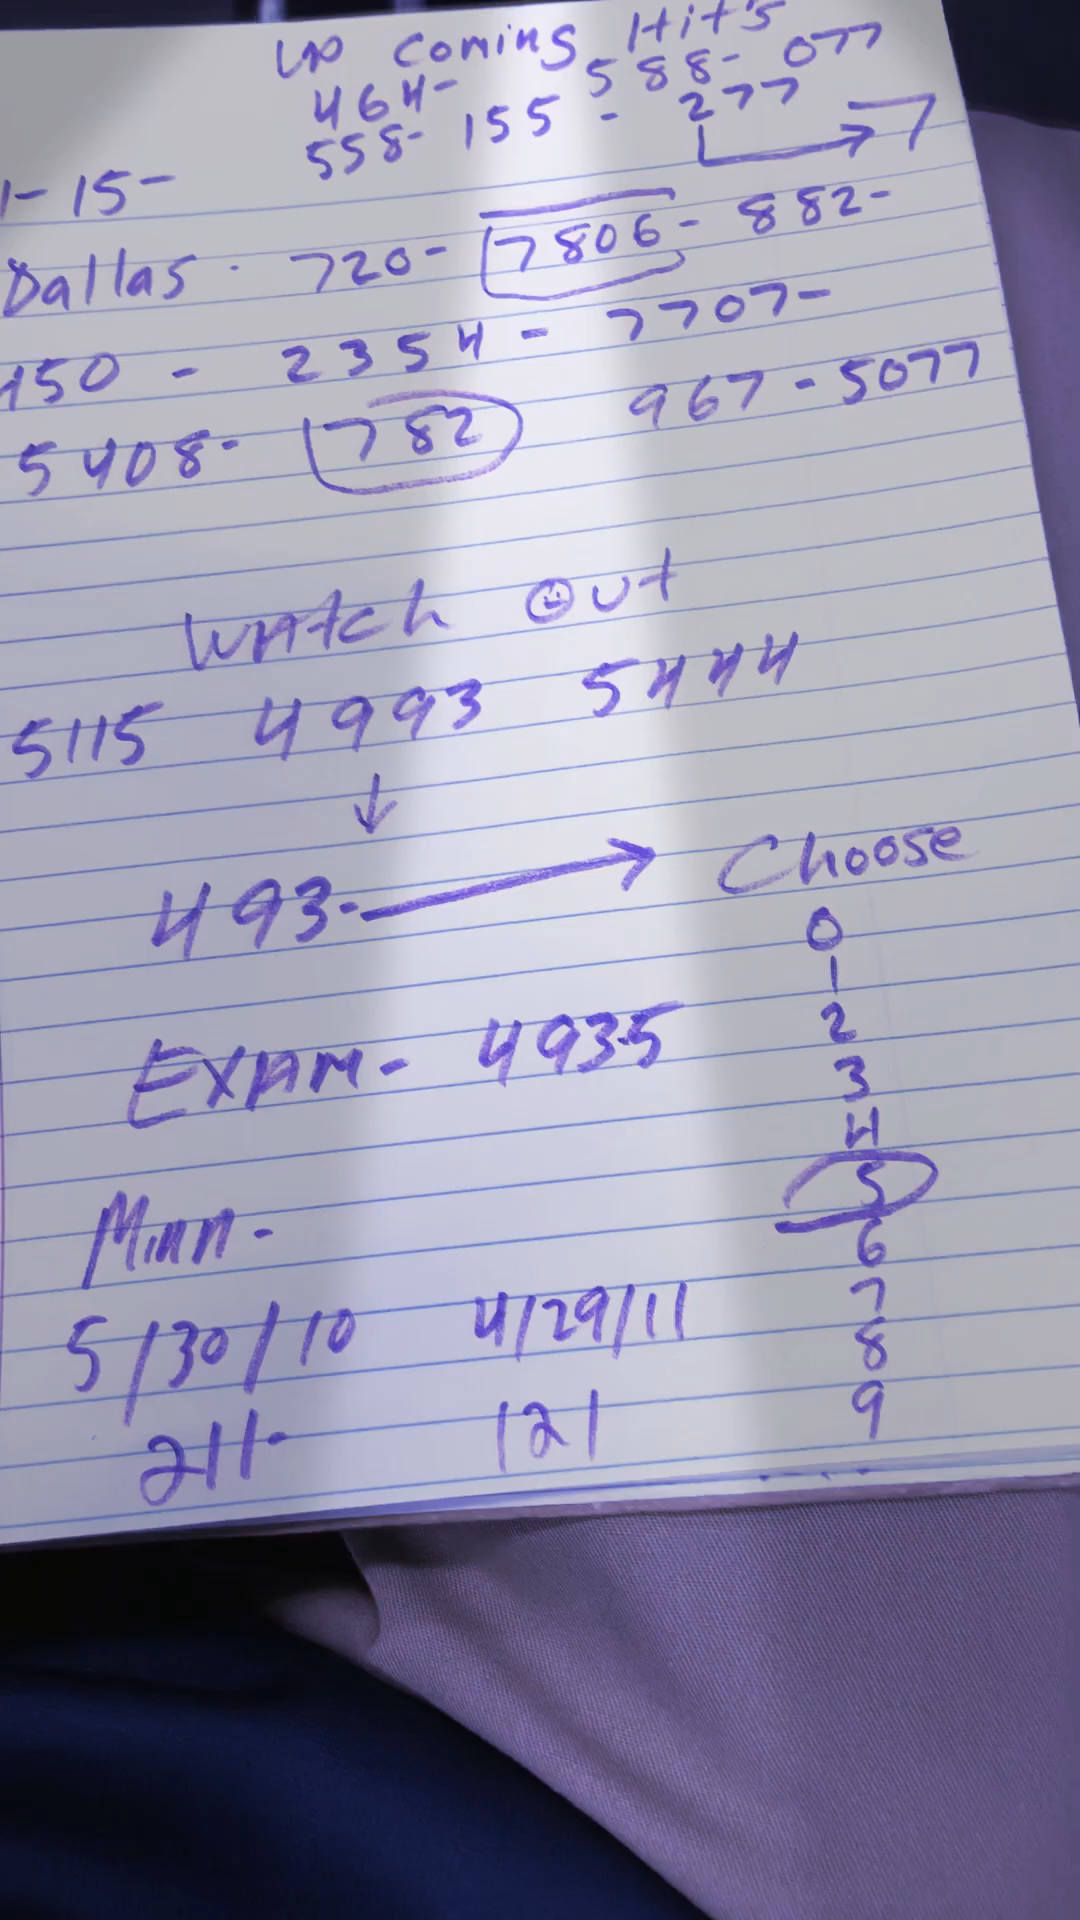 Up Coming Hit's
464- 588- 077
558- 155 - 277 → 7
1-15-
Dallas. 720- 7806- 882-
150 - 2354 - 7707-
5408- 782 967-5077
Watch Out
5115 4993 5444
↓
493- → Choose
0
1
2
Exam- 4935
3
4
5
Minn-
6
7
5/30/10 4/29/11
8
9
211- 121